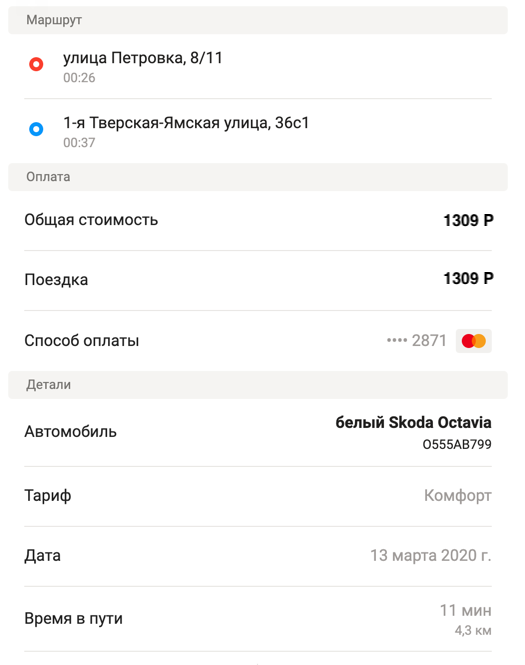 Маршрут
улица Петровка, 8/11
00:26
1-я Тверская-Ямская улица, 36с1
00:37
Оплата
Общая стоимость 1309 Р
Поездка 1309 Р
Способ оплаты •••• 2871
Детали
Автомобиль белый Skoda Octavia
О555АВ799
Тариф Комфорт
Дата 13 марта 2020 г.
Время в пути 11 мин
4,3 км